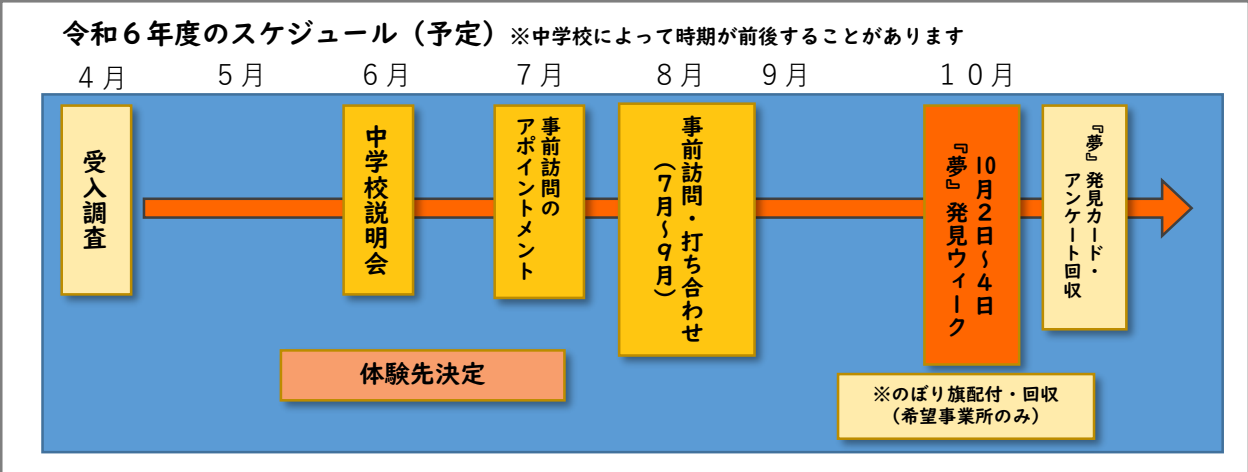 令和６年度のスケジュール（予定）※中学校によって時期が前後することがあります
４月
５月
６月
７月
８月
９月
１０月
受入調査
中学校説明会
事前訪問の
アポイントメント
事前訪問・打ち合わせ
（７月～９月）
10月２日～４日
『夢』発見ウィーク
『夢』発見カード・
アンケート回収
体験先決定
※のぼり旗配付・回収
（希望事業所のみ）